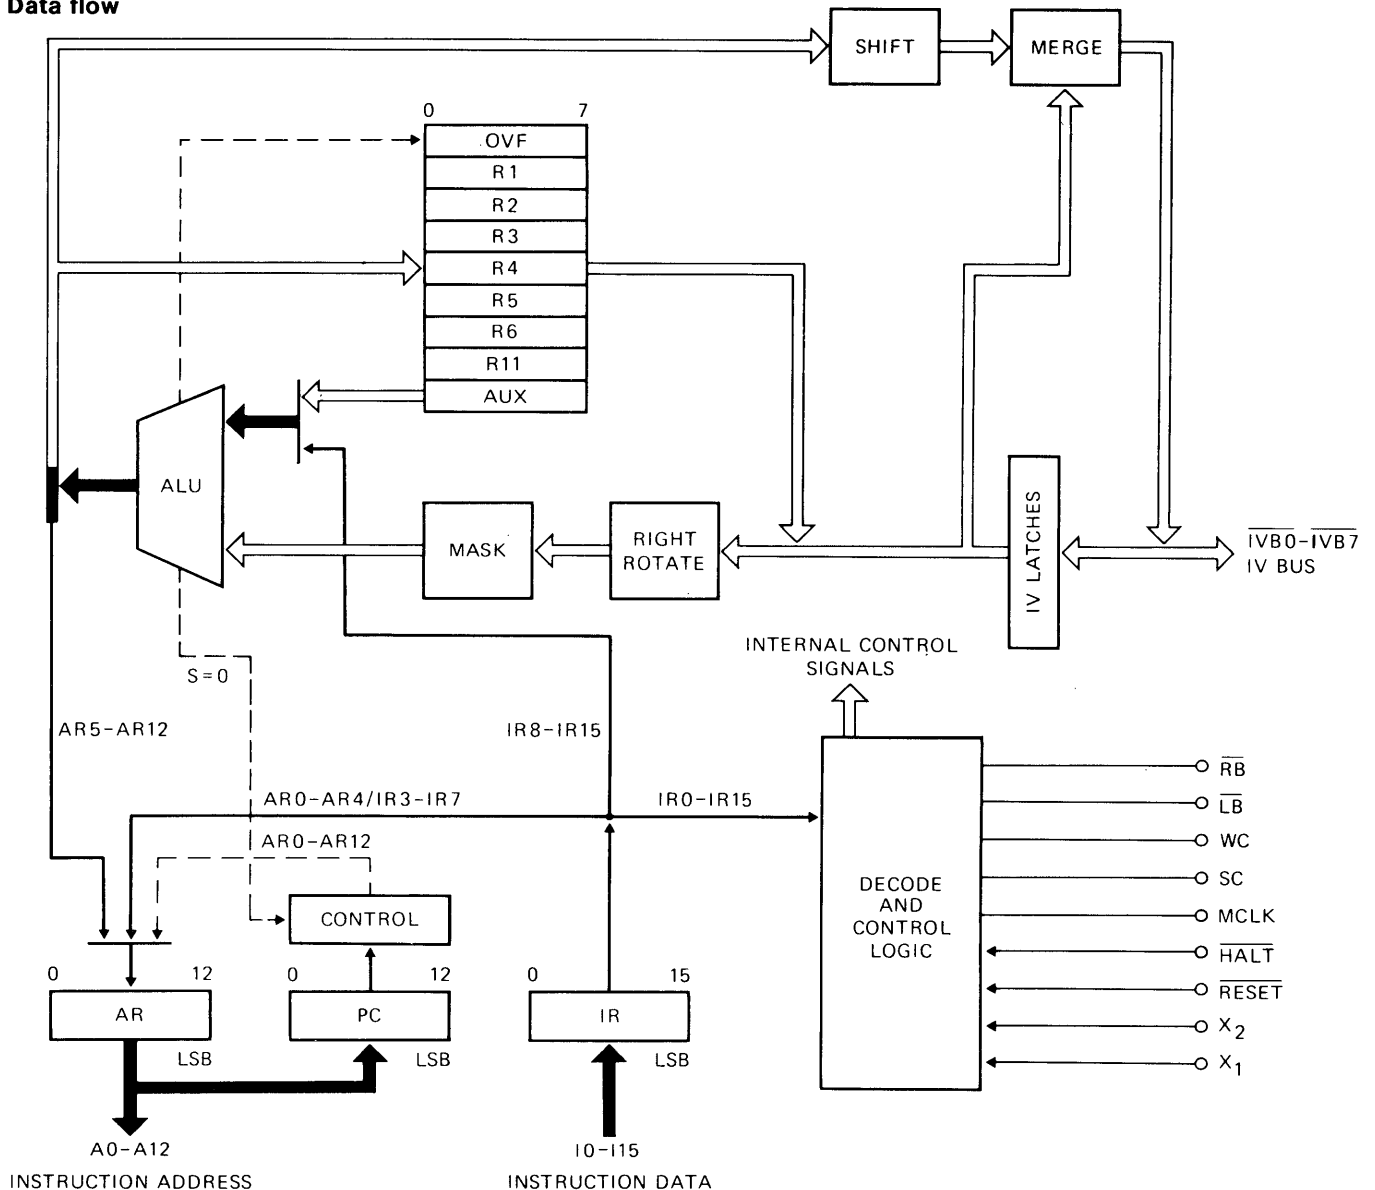 Data flow
SHIFT
MERGE
0 7
OVF
R1
R2
R3
R4
R5
R6
R11
AUX
ALU
MASK
RIGHT
ROTATE
IV LATCHES
IVB0–IVB7
IV BUS
INTERNAL CONTROL
SIGNALS
S=0
AR5–AR12
IR8–IR15
AR0–AR4/IR3–IR7
IR0–IR15
AR0–AR12
RB
LB
WC
SC
MCLK
HALT
RESET
X2
X1
DECODE
AND
CONTROL
LOGIC
CONTROL
0 12
0 12
0 15
AR
PC
IR
LSB
LSB
LSB
A0–A12
I0–I15
INSTRUCTION ADDRESS
INSTRUCTION DATA